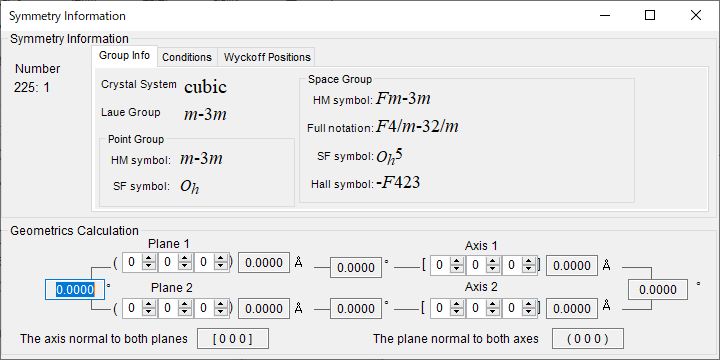 Symmetry Information
Symmetry Information
Number
225: 1
Group Info Conditions Wyckoff Positions
Crystal System cubic
Laue Group m-3m
Point Group
HM symbol: m-3m
SF symbol: Oh
Space Group
HM symbol: Fm-3m
Full notation: F4/m-32/m
SF symbol: Oh5
Hall symbol: -F423
Geometrics Calculation
Plane 1 Axis 1
( 0 0 0 ) 0.0000 Å [ 0 0 0 ] 0.0000 Å
0.0000 ° 0.0000 ° 0.0000 °
Plane 2 Axis 2
( 0 0 0 ) 0.0000 Å [ 0 0 0 ] 0.0000 Å
The axis normal to both planes [ 0 0 0 ] The plane normal to both axes ( 0 0 0 )